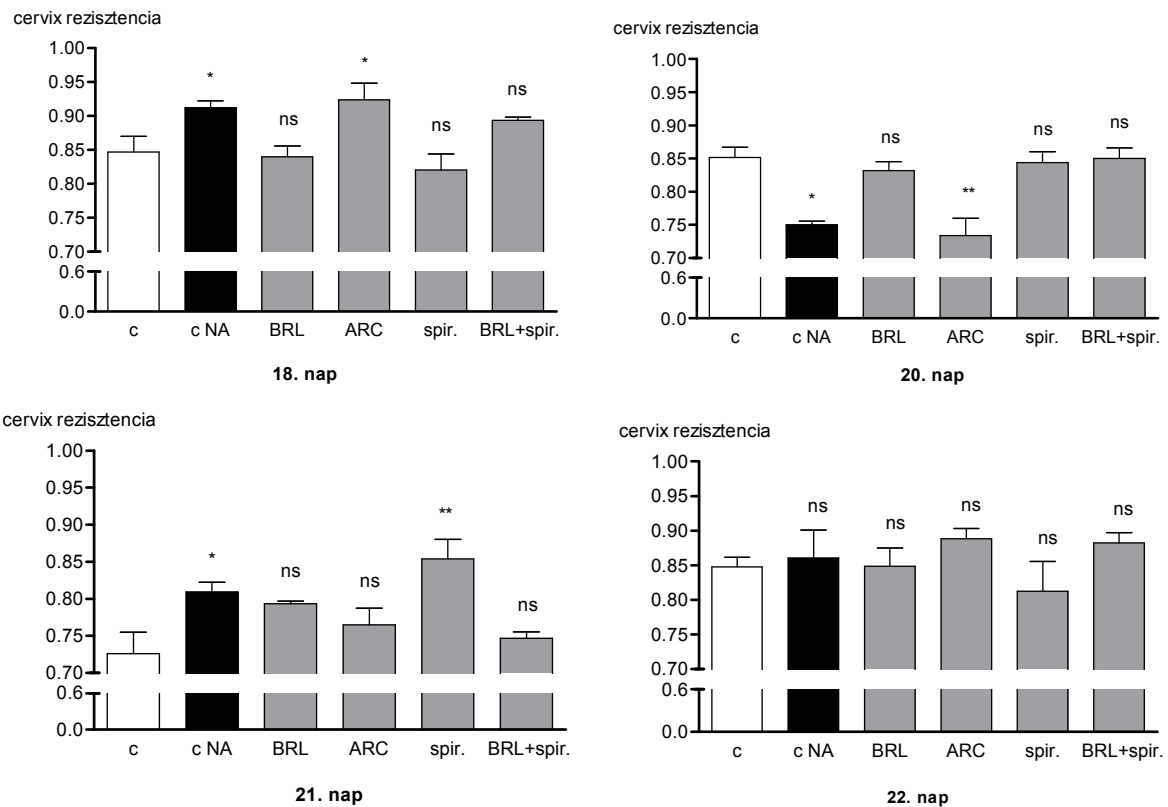 cervix rezisztencia
1.00
0.95
0.90
0.85
0.80
0.75
0.70
0.6
0.0
* ns * ns ns
c c NA BRL ARC spir. BRL+spir.
18. nap
cervix rezisztencia
1.00
0.95
0.90
0.85
0.80
0.75
0.70
0.6
0.0
* ns ** ns ns
c c NA BRL ARC spir. BRL+spir.
20. nap
cervix rezisztencia
1.00
0.95
0.90
0.85
0.80
0.75
0.70
0.6
0.0
* ns ns ** ns
c c NA BRL ARC spir. BRL+spir.
21. nap
cervix rezisztencia
1.00
0.95
0.90
0.85
0.80
0.75
0.70
0.6
0.0
ns ns ns ns ns
c c NA BRL ARC spir. BRL+spir.
22. nap